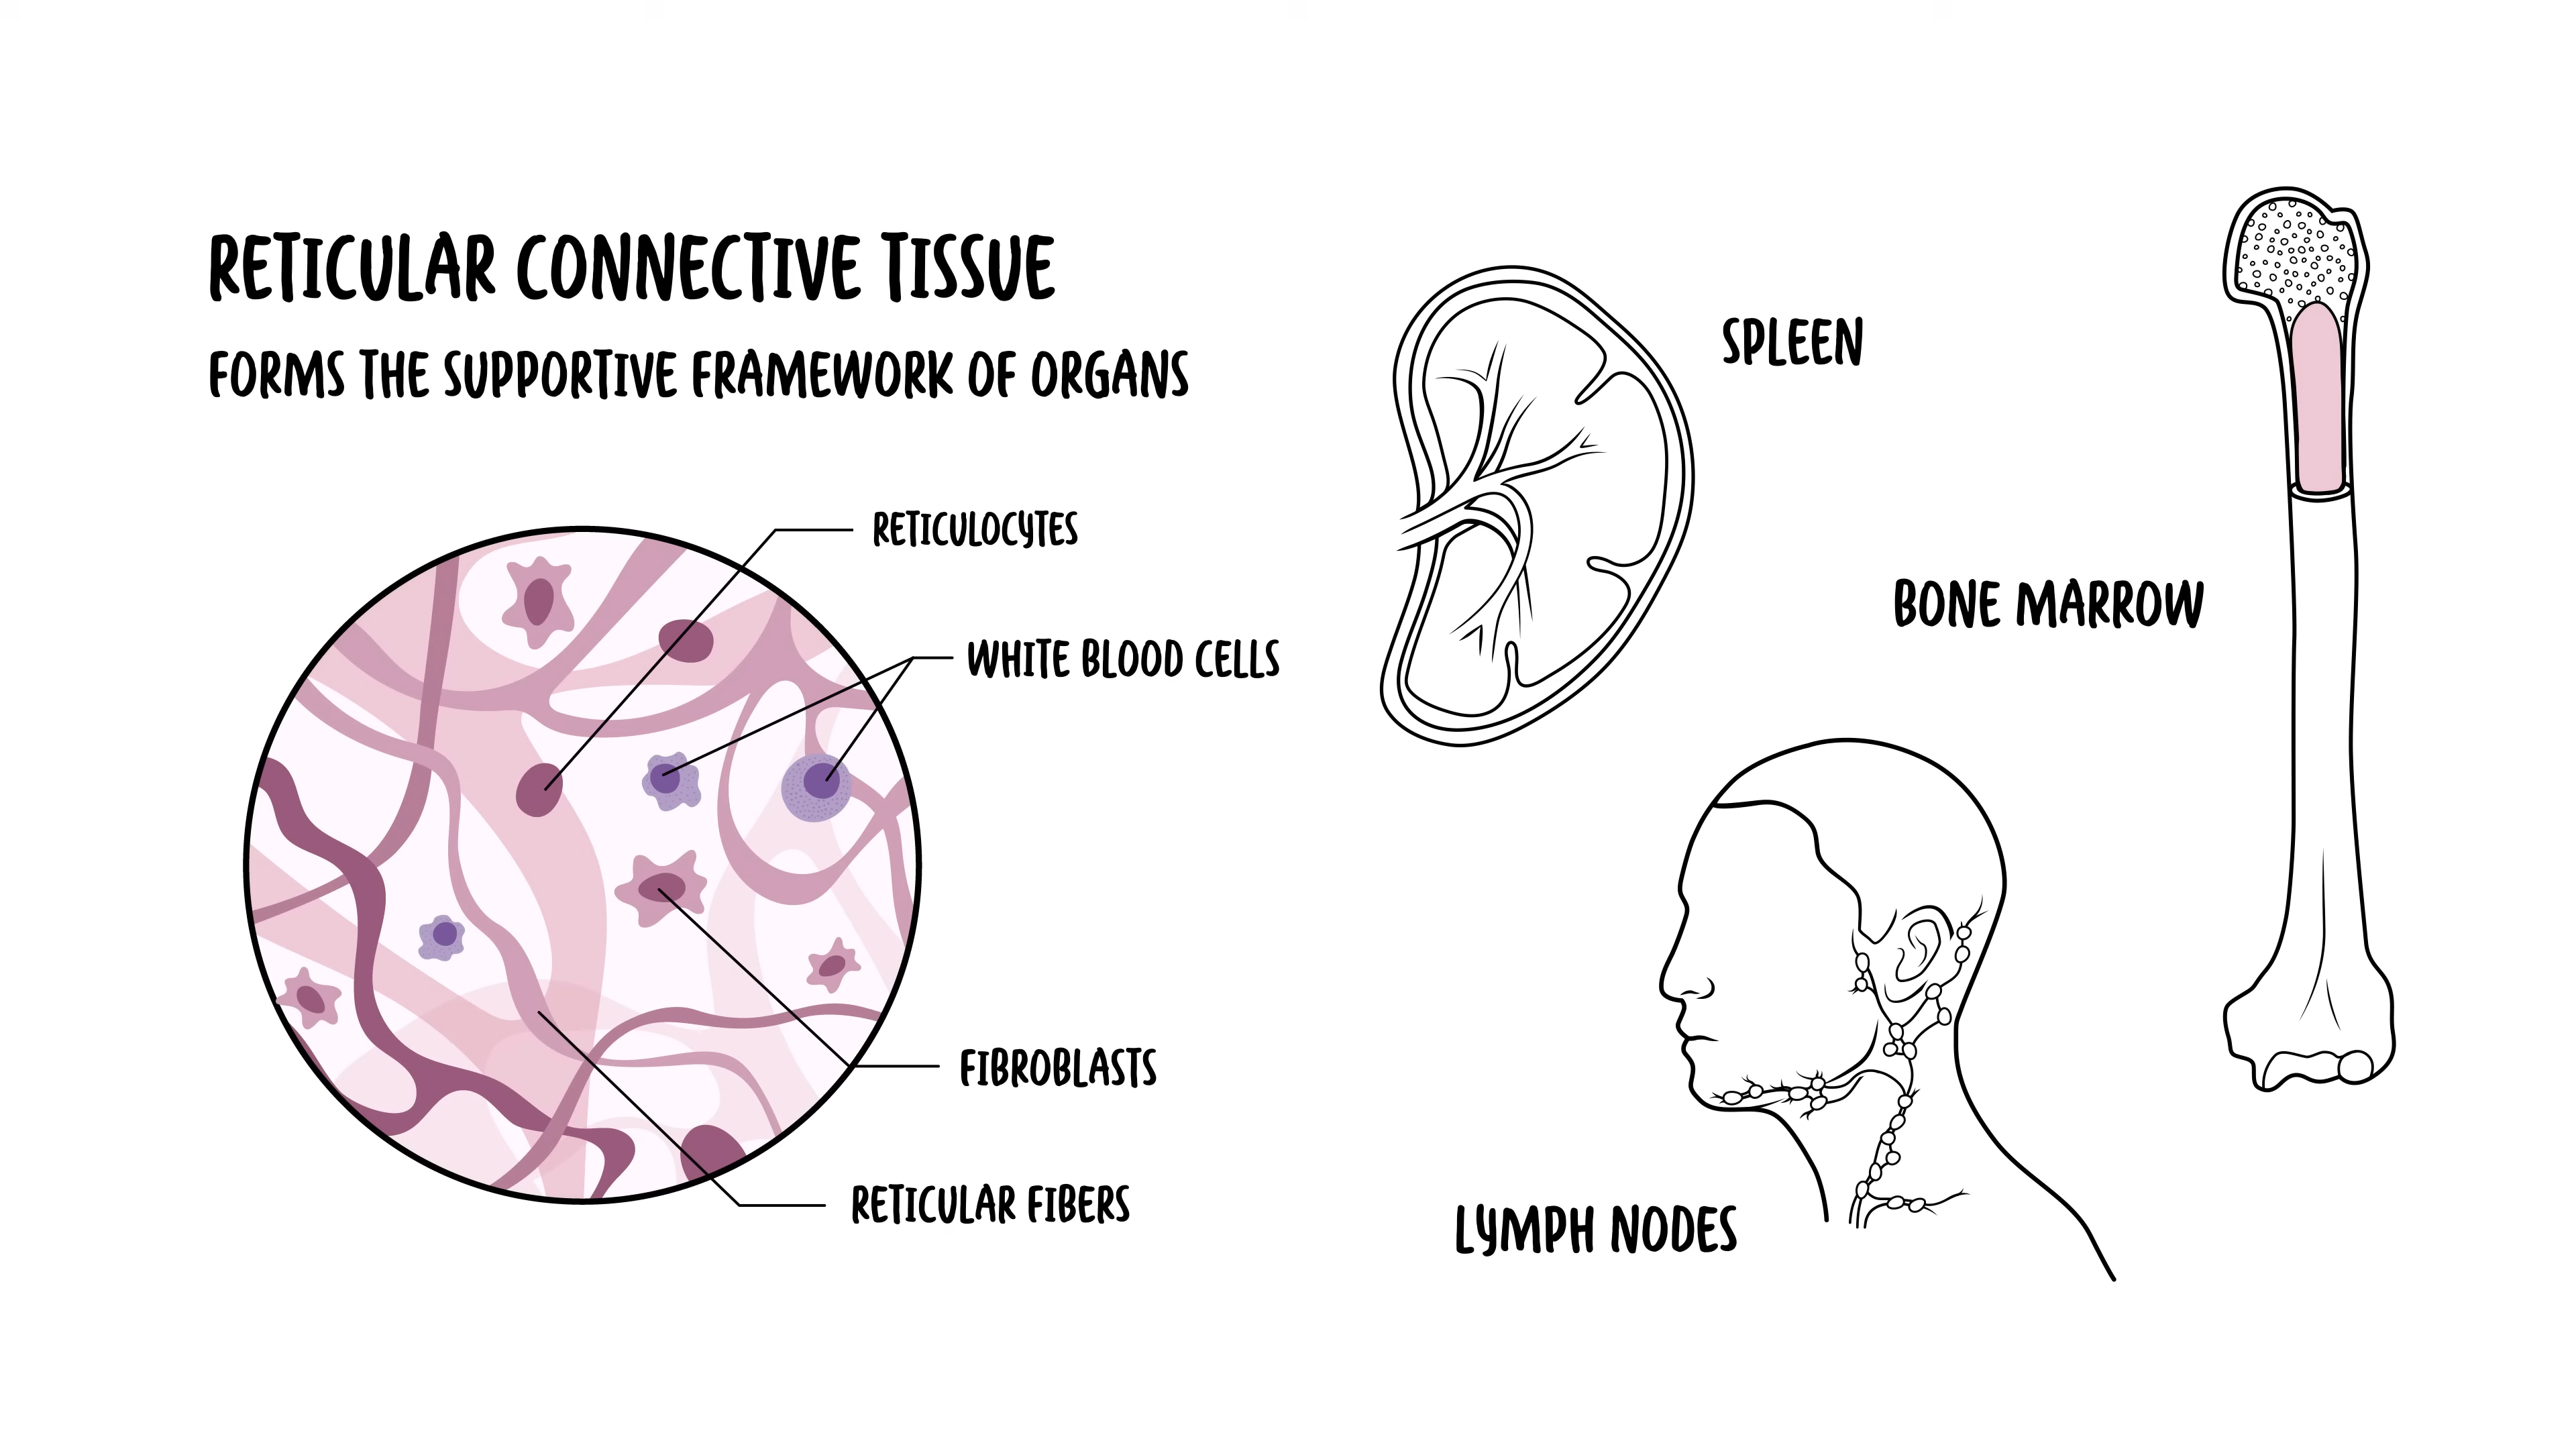 RETICULAR CONNECTIVE TISSUE
FORMS THE SUPPORTIVE FRAMEWORK OF ORGANS
RETICULOCYTES
WHITE BLOOD CELLS
FIBROBLASTS
RETICULAR FIBERS
SPLEEN
BONE MARROW
LYMPH NODES